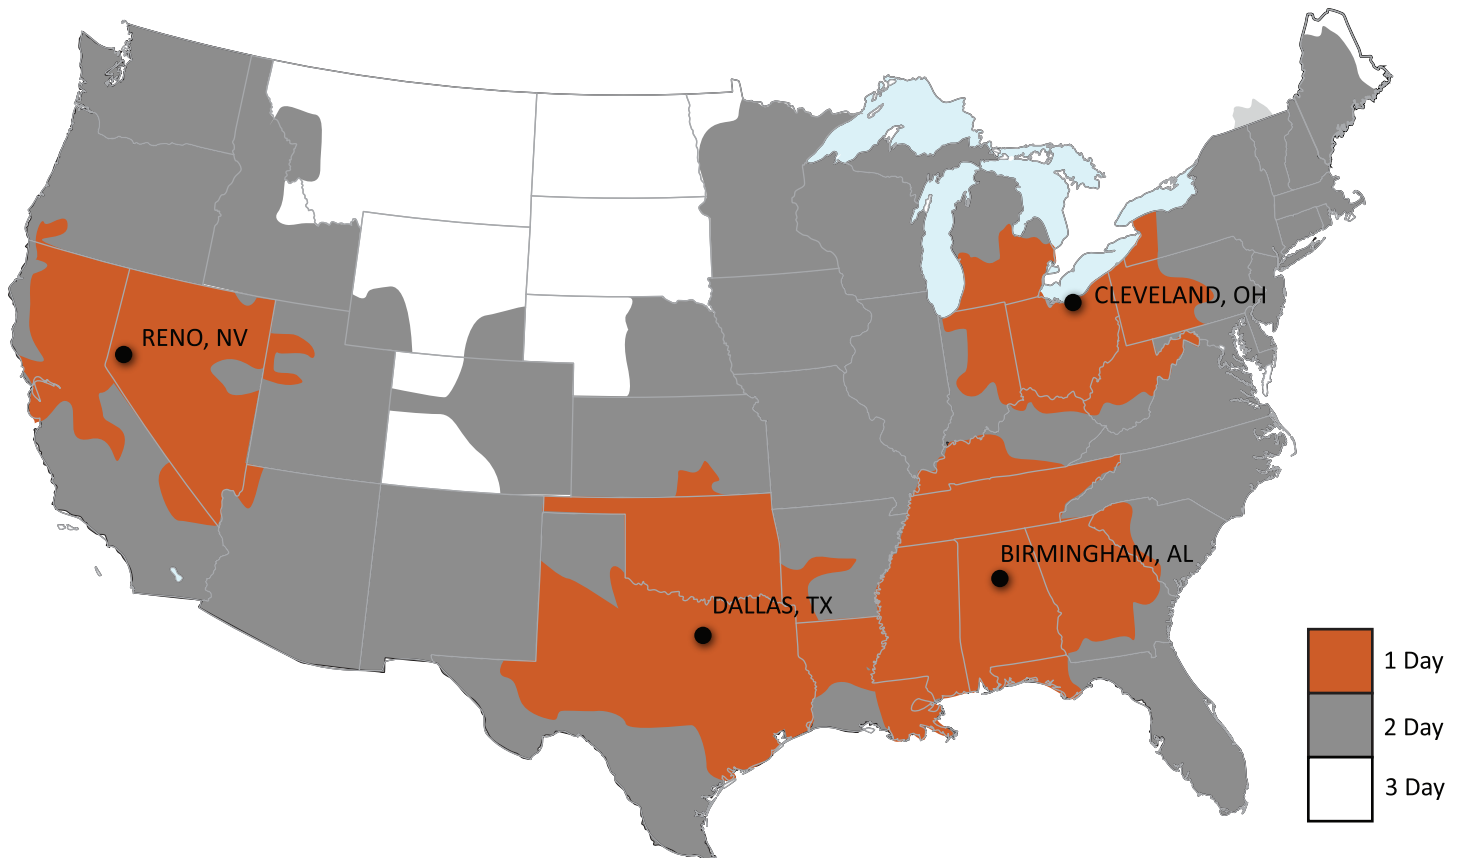 CLEVELAND, OH
RENO, NV
BIRMINGHAM, AL
DALLAS, TX
1 Day
2 Day
3 Day